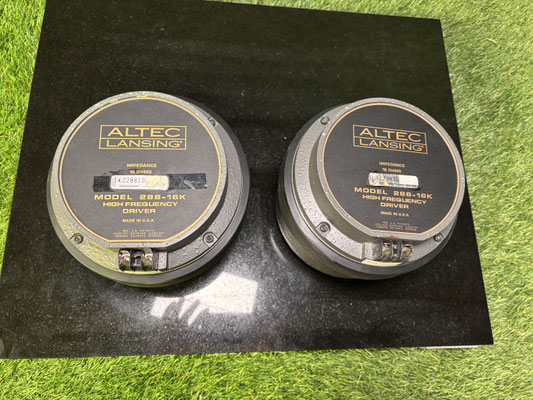 ALTEC
LANSING®
IMPEDANCE
16 OHMS
MODEL 288-16K
HIGH FREQUENCY
DRIVER
MADE IN U.S.A.
ALTEC
LANSING®
IMPEDANCE
16 OHMS
MODEL 288-16K
HIGH FREQUENCY
DRIVER
MADE IN U.S.A.